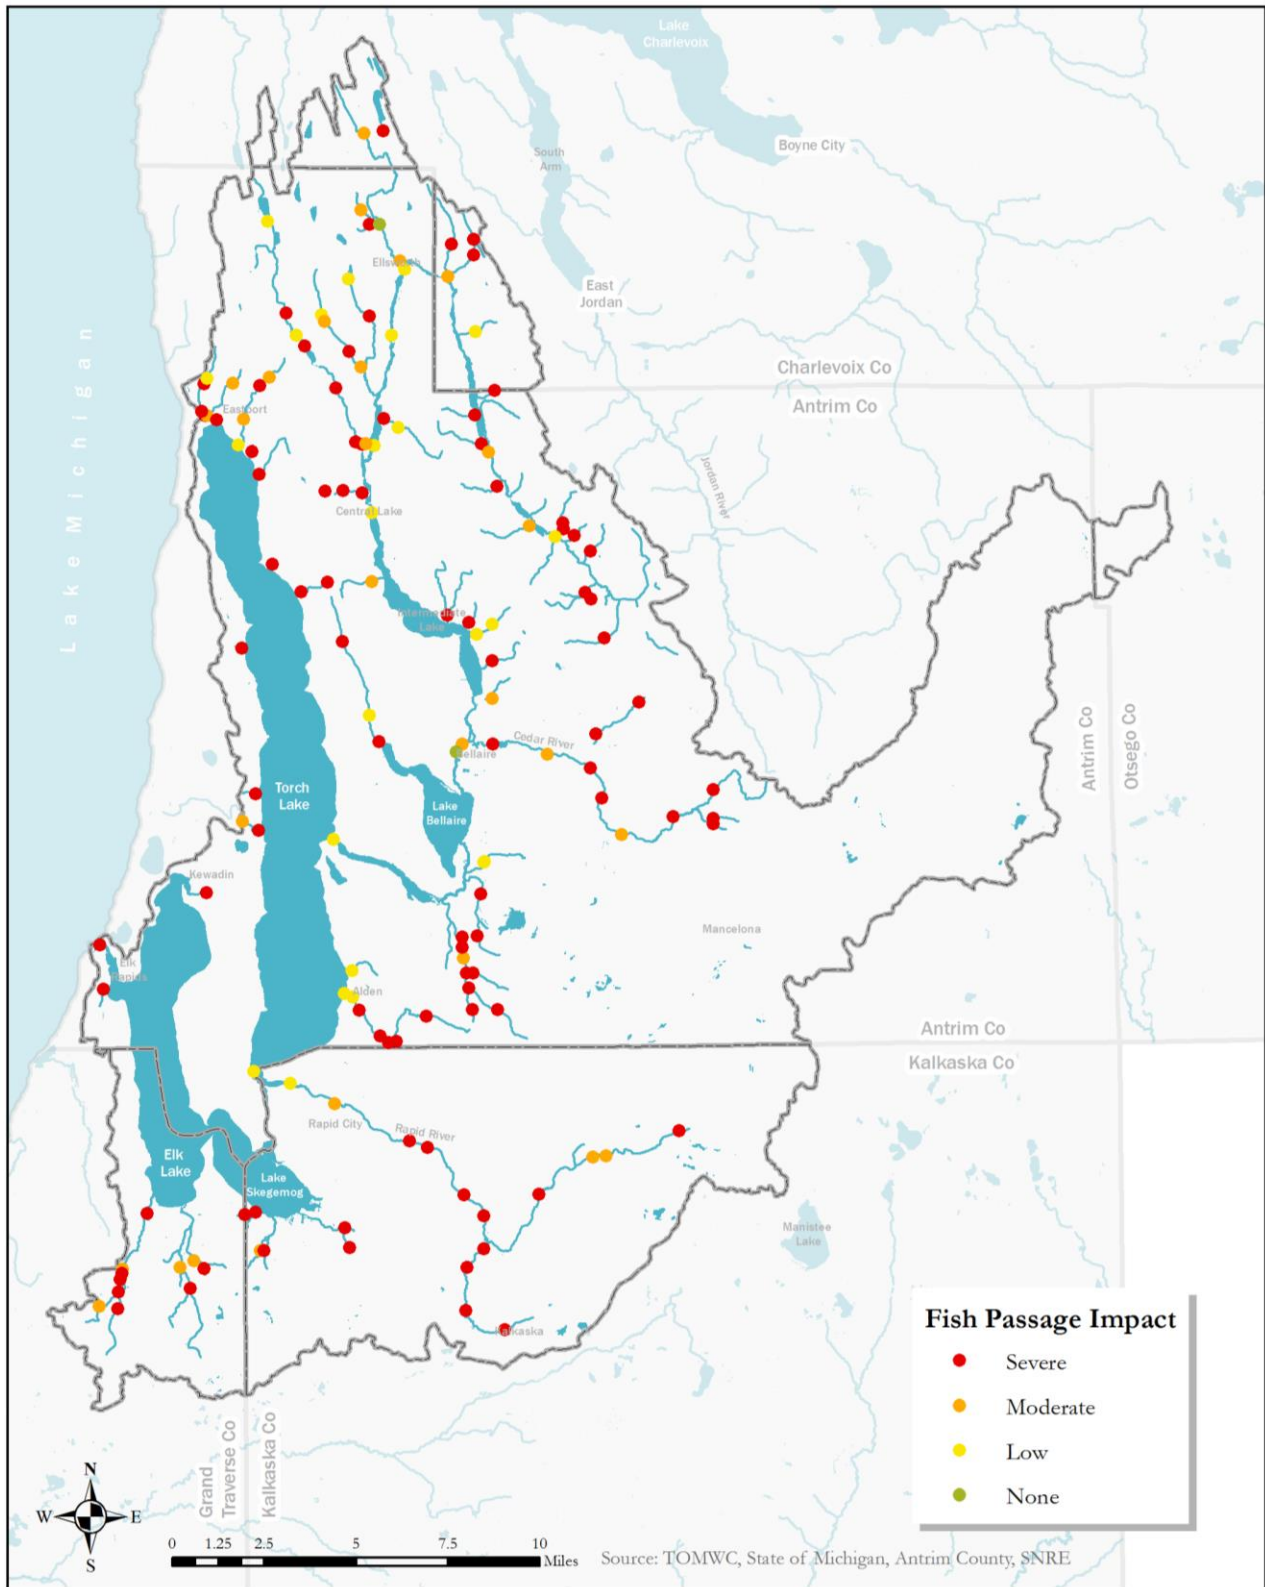 Lake
Charlevoix
Boyne City
South
Arm
Ellsworth
East
Jordan
Charlevoix Co
Antrim Co
Lake Michigan
Eastport
Jordan River
Central Lake
Intermediate
Lake
Cedar River
Bellaire
Antrim Co
Otsego Co
Torch
Lake
Lake
Bellaire
Kewadin
Mancelona
Elk
Rapids
Alden
Antrim Co
Kalkaska Co
Rapid City
Rapid River
Elk
Lake
Lake
Skegemog
Manistee
Lake
Kalkaska
Fish Passage Impact
Severe
Moderate
Low
None
Grand
Traverse Co
Kalkaska Co
N
W E
S
0 1.25 2.5 5 7.5 10
Miles
Source: TOMWC, State of Michigan, Antrim County, SNRE